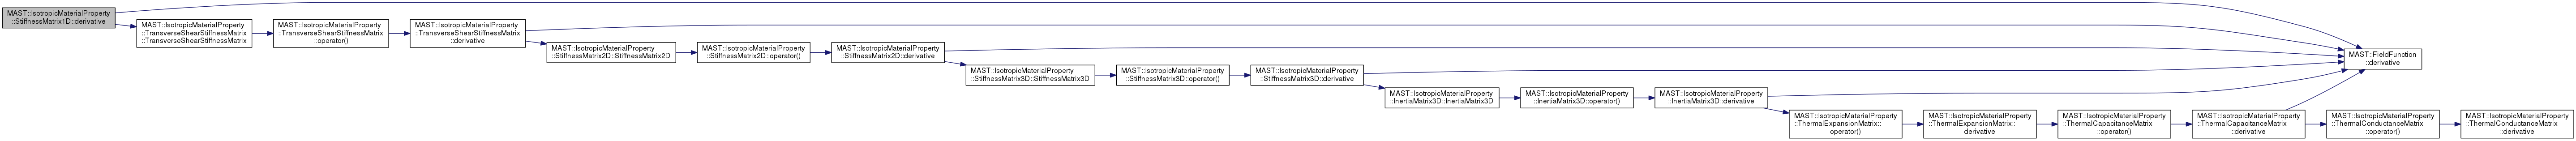 MAST::IsotropicMaterialProperty
::StiffnessMatrix1D::derivative
MAST::IsotropicMaterialProperty
::TransverseShearStiffnessMatrix
::TransverseShearStiffnessMatrix
MAST::IsotropicMaterialProperty
::TransverseShearStiffnessMatrix
::operator()
MAST::IsotropicMaterialProperty
::TransverseShearStiffnessMatrix
::derivative
MAST::IsotropicMaterialProperty
::StiffnessMatrix2D::StiffnessMatrix2D
MAST::IsotropicMaterialProperty
::StiffnessMatrix2D::operator()
MAST::IsotropicMaterialProperty
::StiffnessMatrix2D::derivative
MAST::IsotropicMaterialProperty
::StiffnessMatrix3D::StiffnessMatrix3D
MAST::IsotropicMaterialProperty
::StiffnessMatrix3D::operator()
MAST::IsotropicMaterialProperty
::StiffnessMatrix3D::derivative
MAST::IsotropicMaterialProperty
::InertiaMatrix3D::InertiaMatrix3D
MAST::IsotropicMaterialProperty
::InertiaMatrix3D::operator()
MAST::IsotropicMaterialProperty
::InertiaMatrix3D::derivative
MAST::IsotropicMaterialProperty
::ThermalExpansionMatrix::
operator()
MAST::IsotropicMaterialProperty
::ThermalExpansionMatrix::
derivative
MAST::IsotropicMaterialProperty
::ThermalCapacitanceMatrix
::operator()
MAST::IsotropicMaterialProperty
::ThermalCapacitanceMatrix
::derivative
MAST::IsotropicMaterialProperty
::ThermalConductanceMatrix
::operator()
MAST::IsotropicMaterialProperty
::ThermalConductanceMatrix
::derivative
MAST::FieldFunction
::derivative